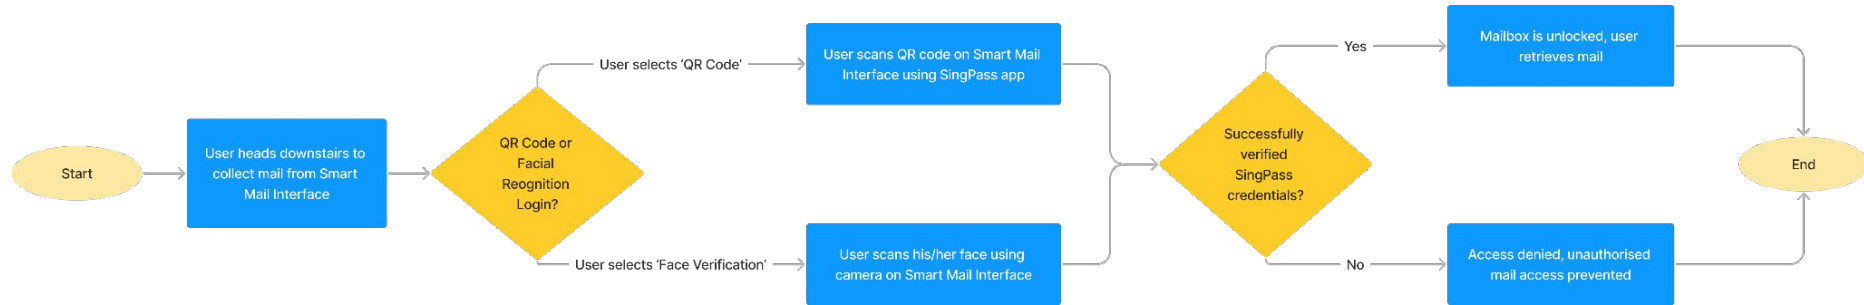 Start
User heads downstairs to
collect mail from Smart
Mail Interface
QR Code or
Facial
Reognition
Login?
User selects ‘QR Code’
User scans QR code on Smart Mail
Interface using SingPass app
User selects ‘Face Verification’
User scans his/her face using
camera on Smart Mail Interface
Successfully
verified
SingPass
credentials?
Yes
Mailbox is unlocked, user
retrieves mail
No
Access denied, unauthorised
mail access prevented
End